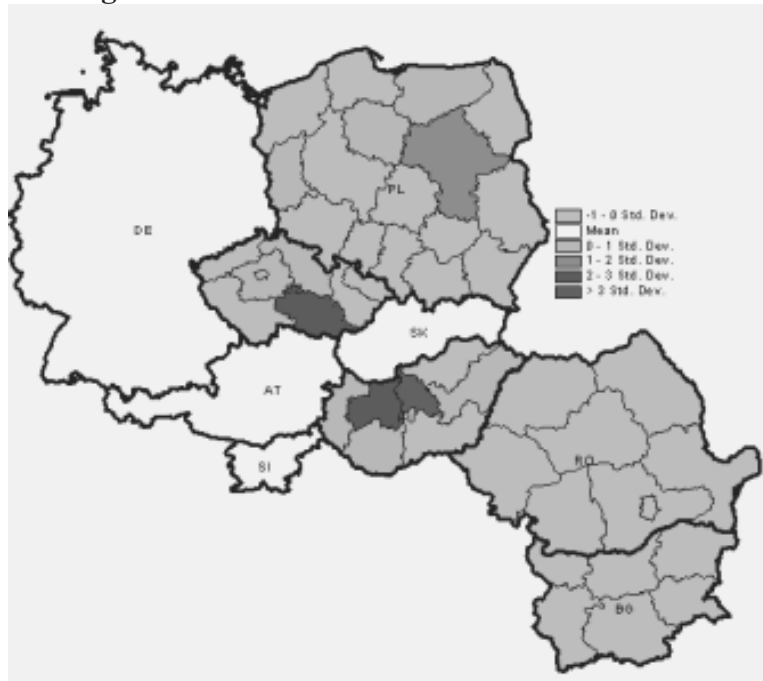 PL
DE
-1 - 0 Std. Dev.
Mean
0 - 1 Std. Dev.
1 - 2 Std. Dev.
2 - 3 Std. Dev.
> 3 Std. Dev.
SK
AT
SI
RO
BG